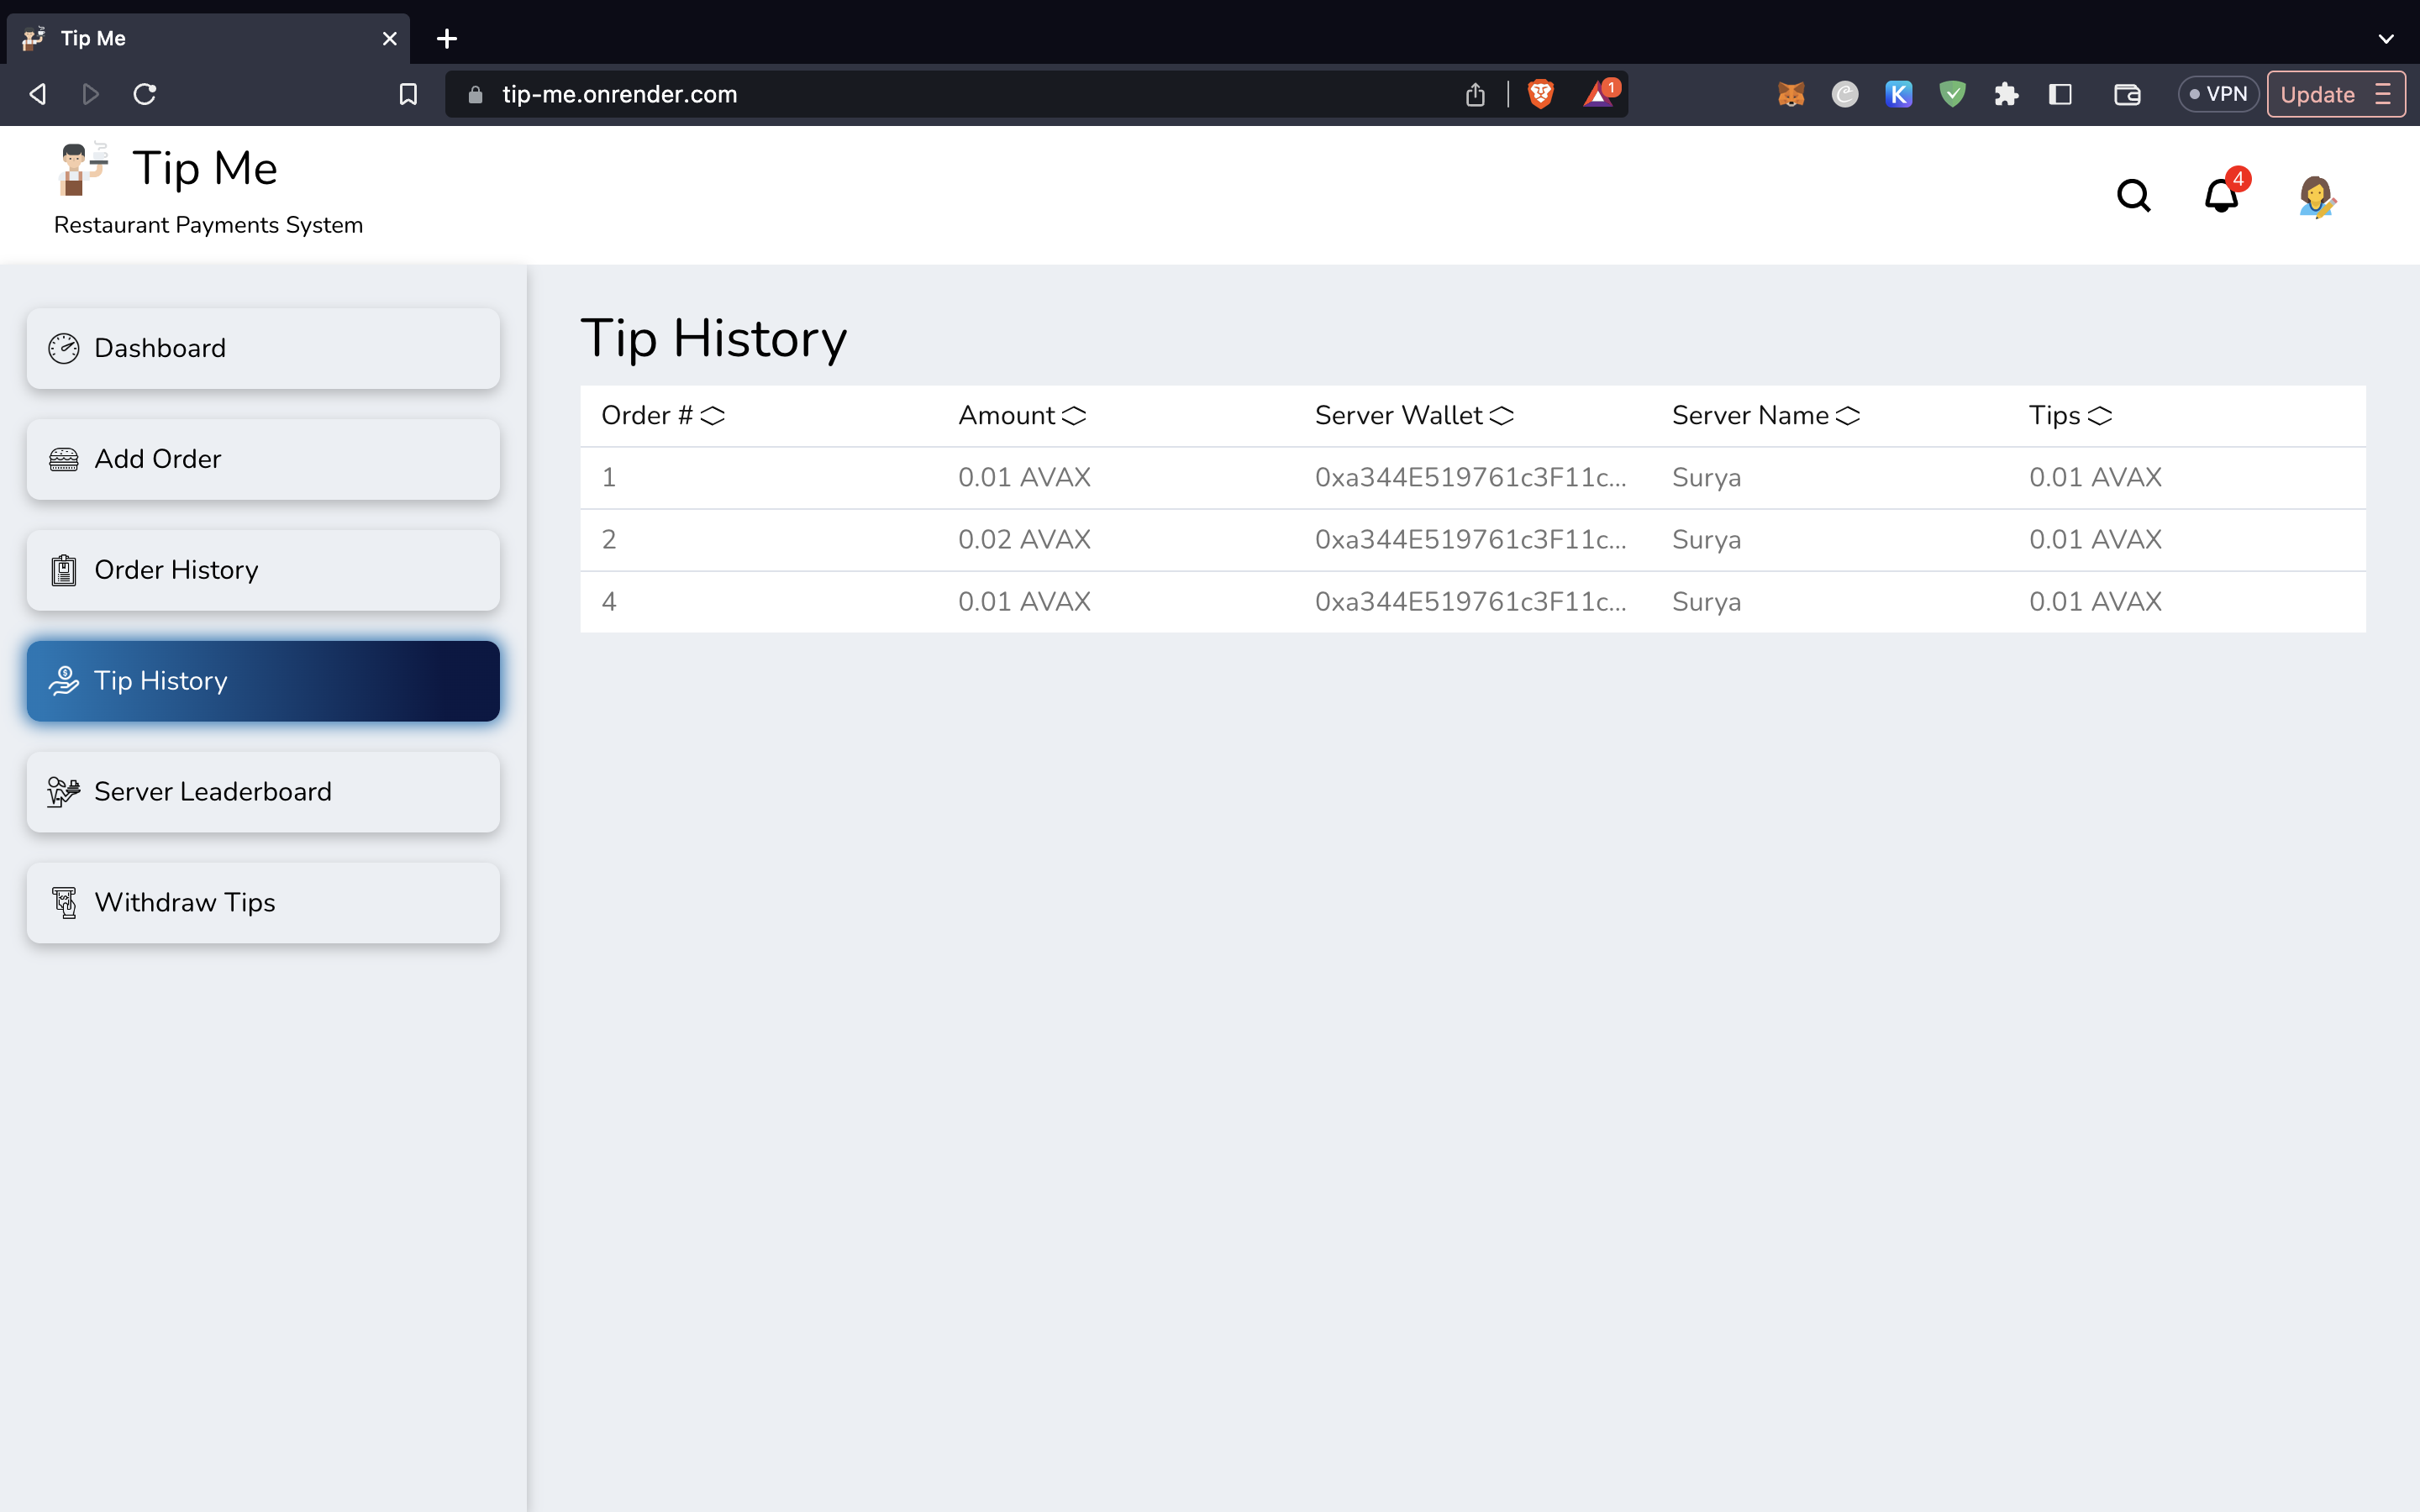 Tip Me
tip-me.onrender.com
1
VPN
Update
Tip Me
Restaurant Payments System
4
Dashboard
Add Order
Order History
Tip History
Server Leaderboard
Withdraw Tips
Tip History
Order # Amount Server Wallet Server Name Tips
1 0.01 AVAX 0xa344E519761c3F11c... Surya 0.01 AVAX
2 0.02 AVAX 0xa344E519761c3F11c... Surya 0.01 AVAX
4 0.01 AVAX 0xa344E519761c3F11c... Surya 0.01 AVAX